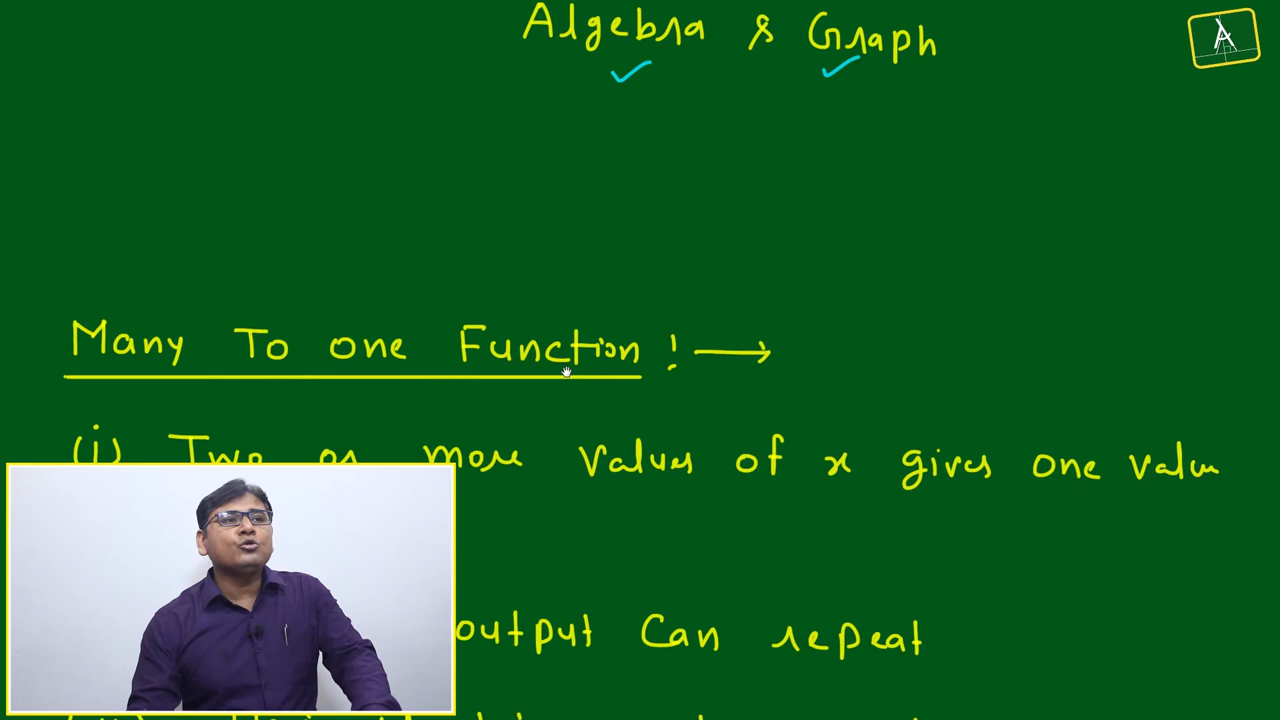 Algebra & Graph
Many To one Function :→
(i) Two or more values of x gives one value
output Can repeat